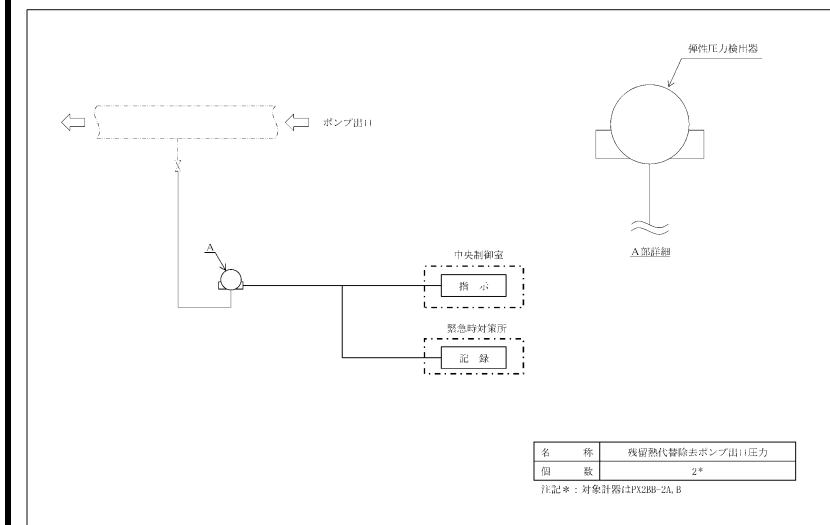 弾性圧力検出器
ポンプ出口
A
A部詳細
中央制御室
指 示
緊急時対策所
記 録
名 称 残留熱代替除去ポンプ出口圧力
個 数 2*
注記*:対象計器はPX2BB-2A,B